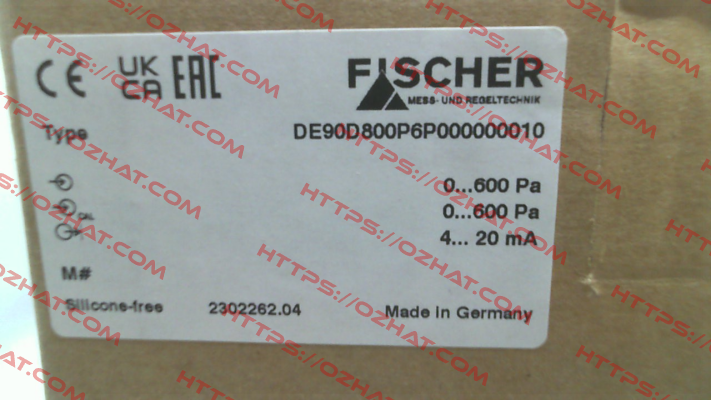 CE UK CA EAC FISCHER
MESS- UND REGELTECHNIK
Type DE90D800P6P000000010
0...600 Pa
CAL 0...600 Pa
4... 20 mA
M#
Silicone-free 2302262.04 Made in Germany
HTTPS://OZHAT.COM